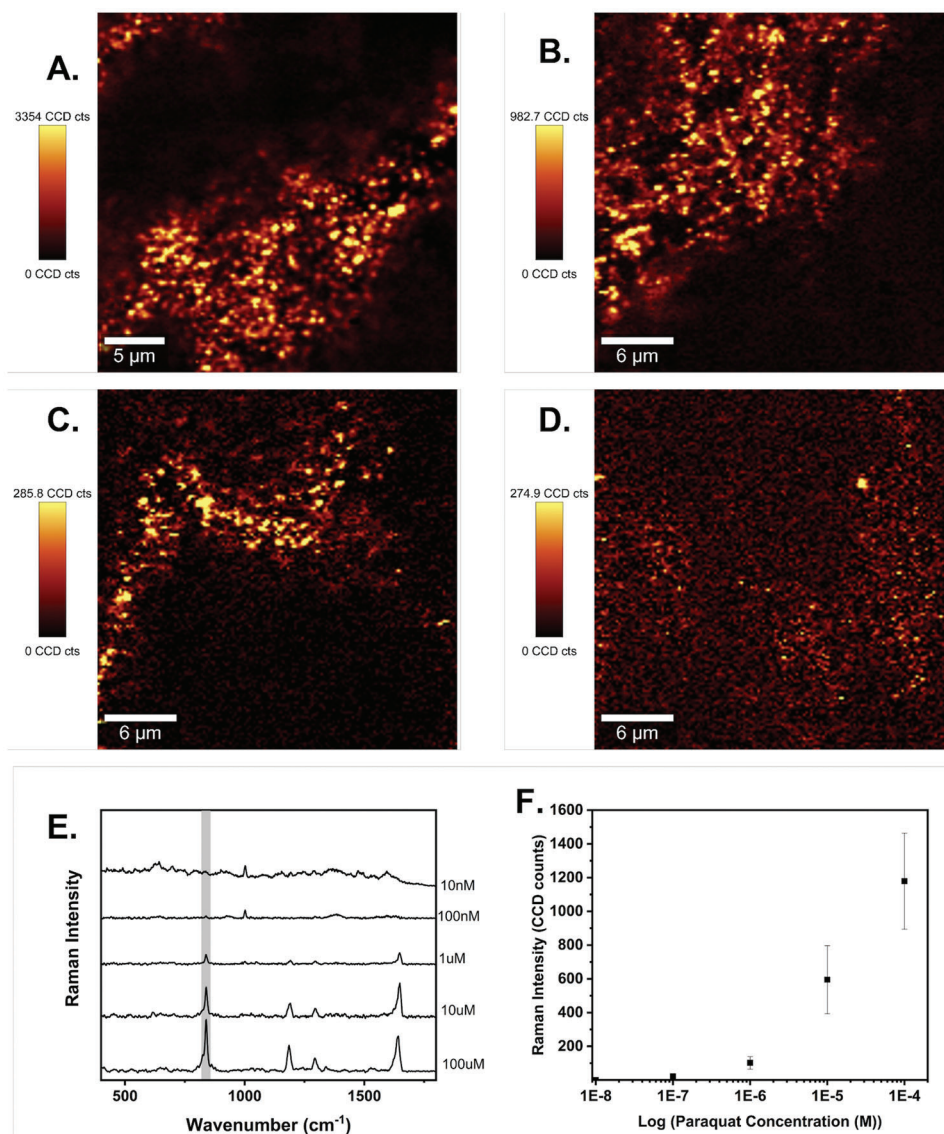 A.
3354 CCD cts
0 CCD cts
5 µm
B.
982.7 CCD cts
0 CCD cts
6 µm
C.
285.8 CCD cts
0 CCD cts
6 µm
D.
274.9 CCD cts
0 CCD cts
6 µm
E.
Raman Intensity
10nM
100nM
1uM
10uM
100uM
500 1000 1500
Wavenumber (cm⁻¹)
F.
Raman Intensity (CCD counts)
1600
1400
1200
1000
800
600
400
200
1E-8 1E-7 1E-6 1E-5 1E-4
Log (Paraquat Concentration (M))